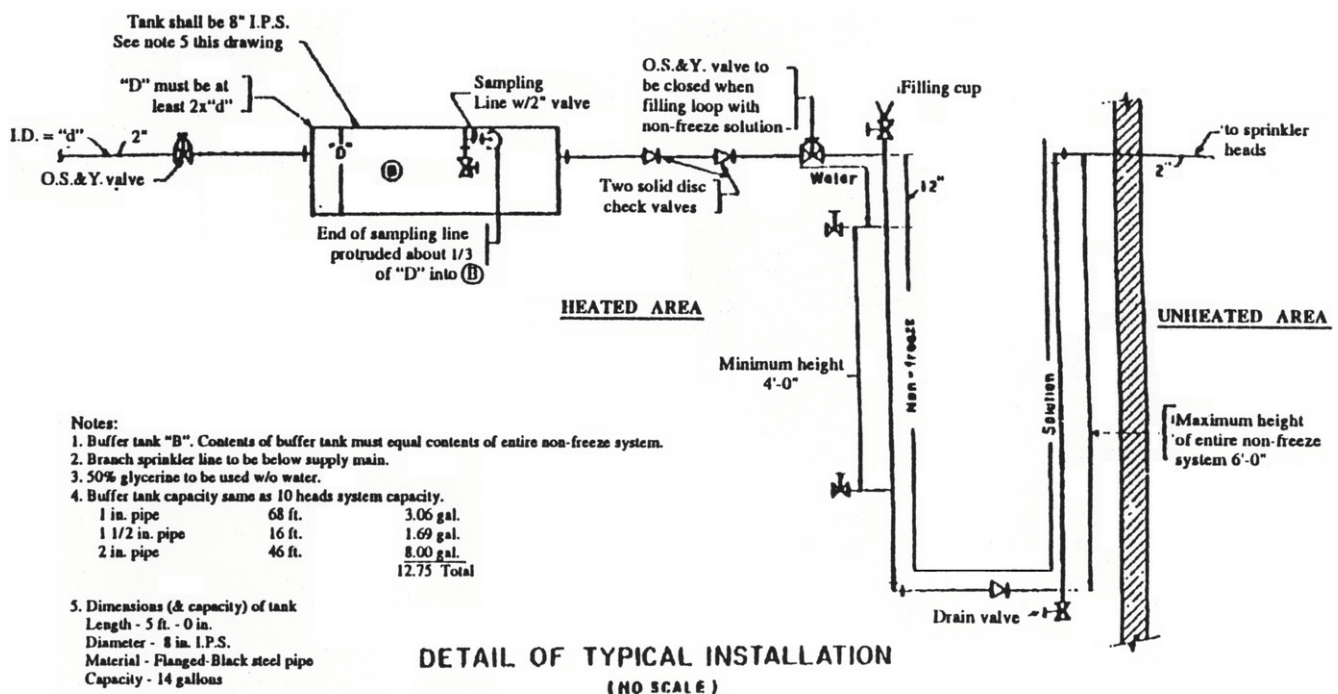 Tank shall be 8" I.P.S.
See note 5 this drawing
"D" must be at
least 2x"d"
Sampling
Line w/2" valve
O.S.&Y. valve to
be closed when
filling loop with
non-freeze solution
Filling cup
I.D. = "d"
2"
O.S.&Y. valve
"D"
B
Water
12"
to sprinkler
heads
2"
Two solid disc
check valves
End of sampling line
protruded about 1/3
of "D" into B
HEATED AREA
UNHEATED AREA
Minimum height
4'-0"
Non-freeze
Solution
Maximum height
of entire non-freeze
system 6'-0"
Drain valve
Notes:
1. Buffer tank "B". Contents of buffer tank must equal contents of entire non-freeze system.
2. Branch sprinkler line to be below supply main.
3. 50% glycerine to be used w/o water.
4. Buffer tank capacity same as 10 heads system capacity.
1 in. pipe 68 ft. 3.06 gal.
1 1/2 in. pipe 16 ft. 1.69 gal.
2 in. pipe 46 ft. 8.00 gal.
12.75 Total
5. Dimensions (& capacity) of tank
Length - 5 ft. - 0 in.
Diameter - 8 in. I.P.S.
Material - Flanged-Black steel pipe
Capacity - 14 gallons
DETAIL OF TYPICAL INSTALLATION
(NO SCALE)